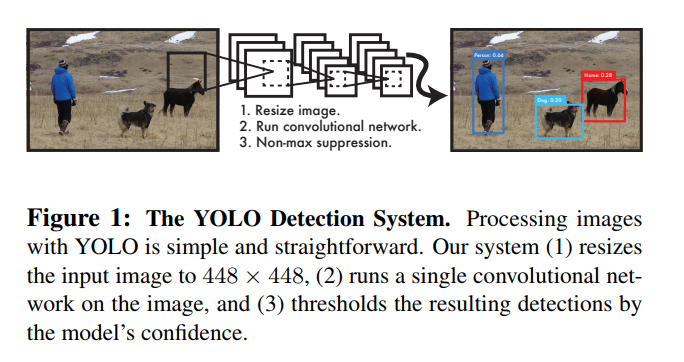 Person: 0.64
Horse: 0.28
Dog: 0.30
1. Resize image.
2. Run convolutional network.
3. Non-max suppression.
Figure 1: The YOLO Detection System. Processing images
with YOLO is simple and straightforward. Our system (1) resizes
the input image to 448 × 448, (2) runs a single convolutional net-
work on the image, and (3) thresholds the resulting detections by
the model’s confidence.